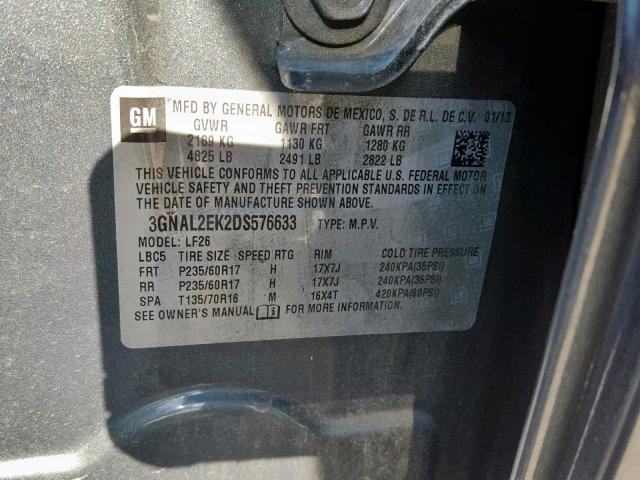 GM
MFD BY GENERAL MOTORS DE MEXICO, S. DE R.L. DE C.V. 01/13
GVWR GAWR FRT GAWR RR
2189 KG 1130 KG 1280 KG
4825 LB 2491 LB 2822 LB
THIS VEHICLE CONFORMS TO ALL APPLICABLE U.S. FEDERAL MOTOR
VEHICLE SAFETY AND THEFT PREVENTION STANDARDS IN EFFECT ON
THE DATE OF MANUFACTURE SHOWN ABOVE.
3GNAL2EK2DS576633 TYPE: M.P.V.
MODEL: LF26
LBC5 TIRE SIZE SPEED RTG RIM COLD TIRE PRESSURE
FRT P235/60R17 H 17X7J 240KPA(35PSI)
RR P235/60R17 H 17X7J 240KPA(35PSI)
SPA T135/70R16 M 16X4T 420KPA(60PSI)
SEE OWNER'S MANUAL FOR MORE INFORMATION.